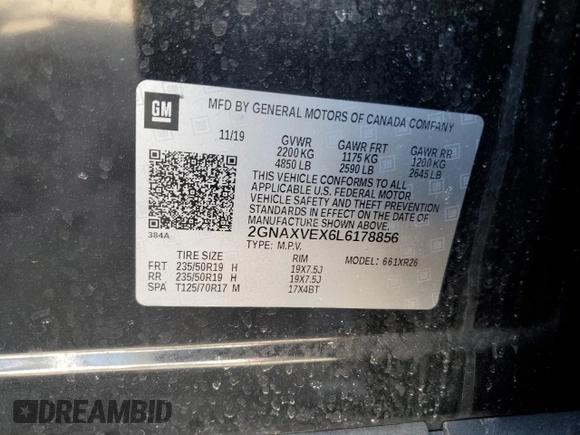 GM
MFD BY GENERAL MOTORS OF CANADA COMPANY
11/19 GVWR GAWR FRT GAWR RR
2200 KG 1175 KG 1200 KG
4850 LB 2590 LB 2645 LB
THIS VEHICLE CONFORMS TO ALL
APPLICABLE U.S. FEDERAL MOTOR
VEHICLE SAFETY AND THEFT PREVENTION
STANDARDS IN EFFECT ON THE DATE OF
MANUFACTURE SHOWN ABOVE.
384A 2GNAXVEX6L6178856
TYPE: M.P.V. MODEL: 661XR26
TIRE SIZE RIM
FRT 235/50R19 H 19X7.5J
RR 235/50R19 H 19X7.5J
SPA T125/70R17 M 17X4BT
DREAMBID